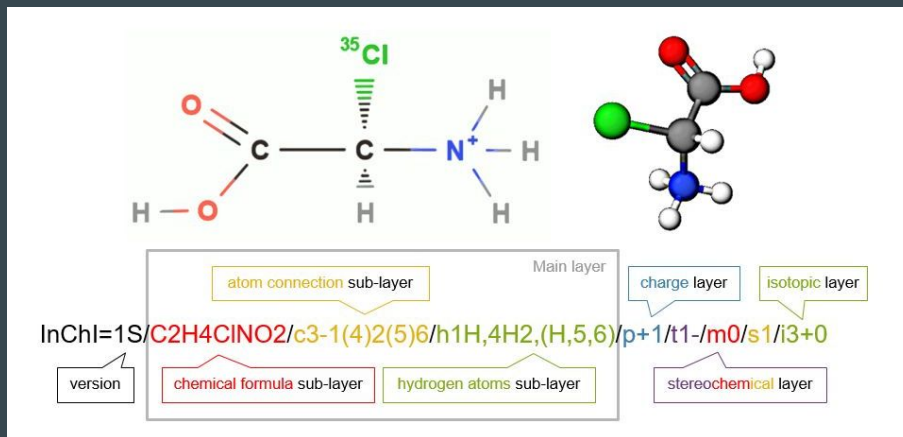 35Cl
O
H
C
C
N+
H
H
O
H
H
Main layer
atom connection sub-layer
charge layer
isotopic layer
InChI=1S/C2H4ClNO2/c3-1(4)2(5)6/h1H,4H2,(H,5,6)/p+1/t1-/m0/s1/i3+0
version
chemical formula sub-layer
hydrogen atoms sub-layer
stereochemical layer